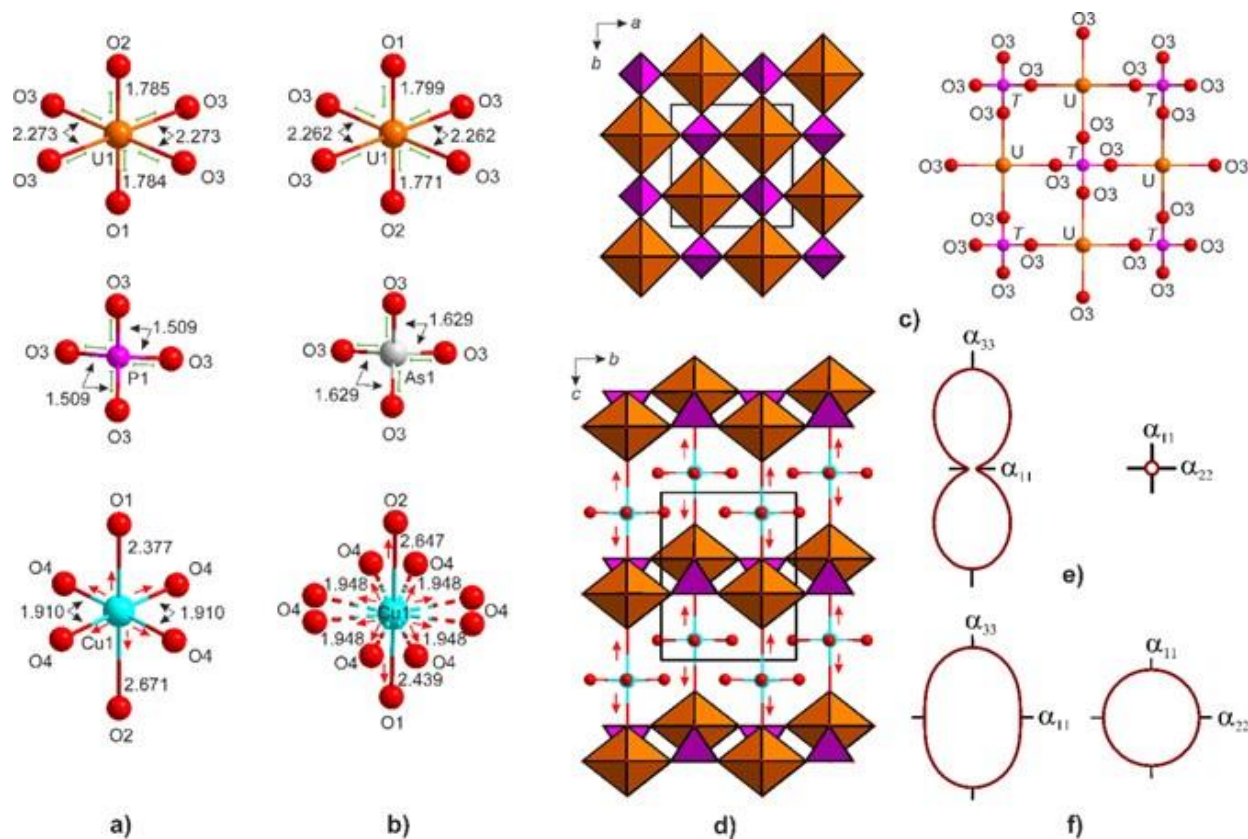 O2
1.785
O3
O3
2.273
2.273
U1
O3
O3
1.784
O1
O3
1.509
O3
O3
P1
1.509
O3
O1
2.377
O4
O4
1.910
1.910
Cu1
O4
O4
2.671
O2
a)
O1
1.799
O3
O3
2.262
2.262
U1
O3
O3
1.771
O2
O3
1.629
O3
O3
As1
1.629
O3
O2
2.647
O4
O4
1.948
1.948
O4
O4
Cu1
1.948
1.948
O4
O4
2.439
O1
b)
a
b
b
c
d)
O3
O3
O3
O3
O3
O3
O3
O3
T
U
T
O3
O3
O3
O3
U
T
U
O3
O3
O3
O3
O3
O3
O3
O3
T
U
T
O3
O3
O3
O3
O3
O3
O3
c)
α33
α11
α11
α22
e)
α33
α11
α11
α22
f)